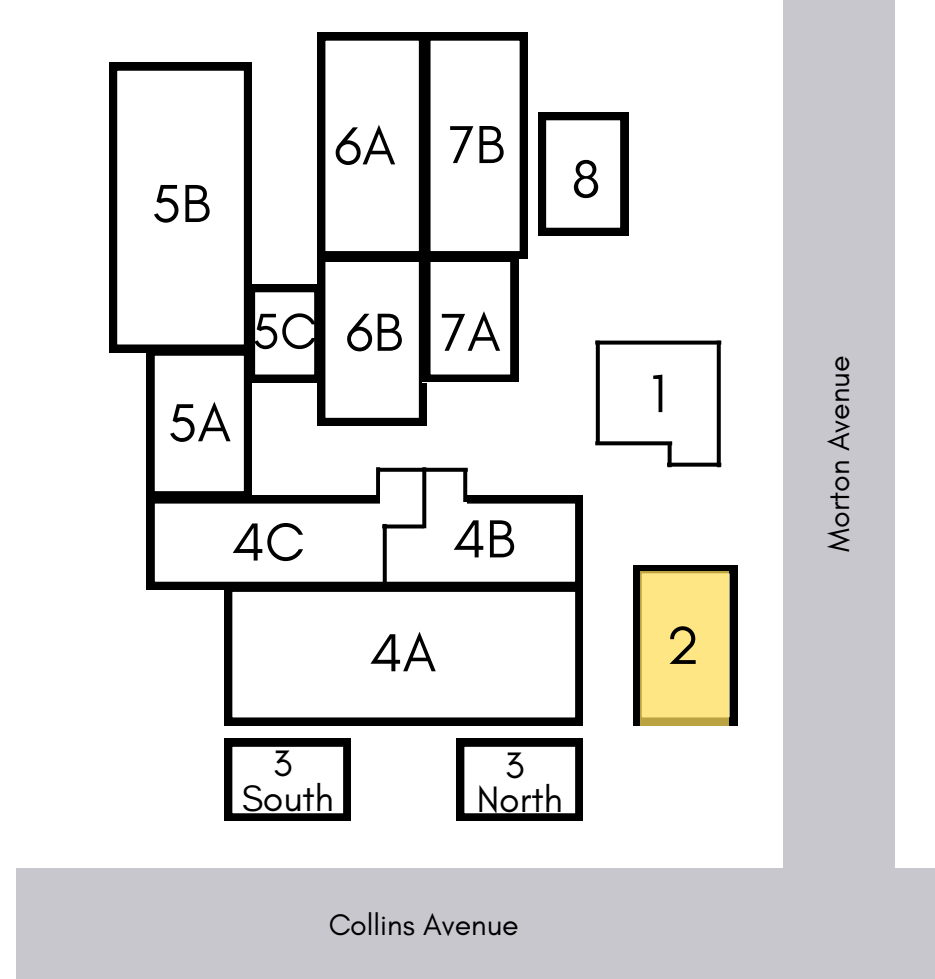 6A
7B
8
5B
5C
6B
7A
1
5A
4C
4B
2
4A
3
South
3
North
Morton Avenue
Collins Avenue